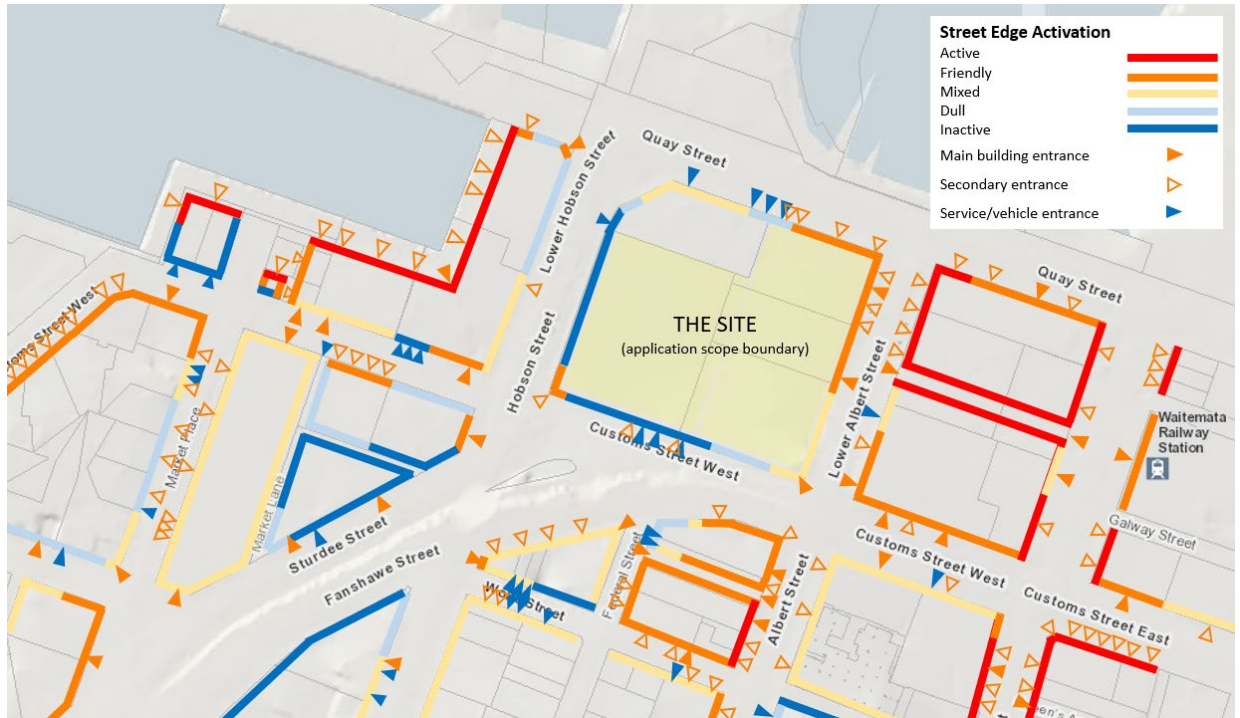 Street Edge Activation
Active
Friendly
Mixed
Dull
Inactive
Main building entrance
Secondary entrance
Service/vehicle entrance
Quay Street
Lower Hobson Street
Quay Street
Hobson Street
THE SITE
(application scope boundary)
Lower Albert Street
Customs Street West
Waitemata
Railway
Station
Market Place
Market Lane
Customs Street West
Galway Street
Sturdee Street
Fanshawe Street
Customs Street West
Customs Street East
Federal Street
Albert Street